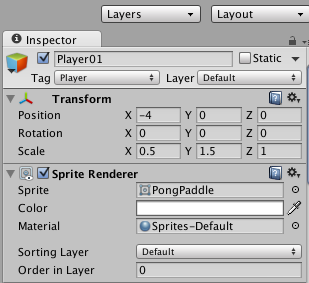 Layers Layout
Inspector
Player01 Static
Tag Player Layer Default
Transform
Position X -4 Y 0 Z 0
Rotation X 0 Y 0 Z 0
Scale X 0.5 Y 1.5 Z 1
Sprite Renderer
Sprite PongPaddle
Color
Material Sprites-Default
Sorting Layer Default
Order in Layer 0